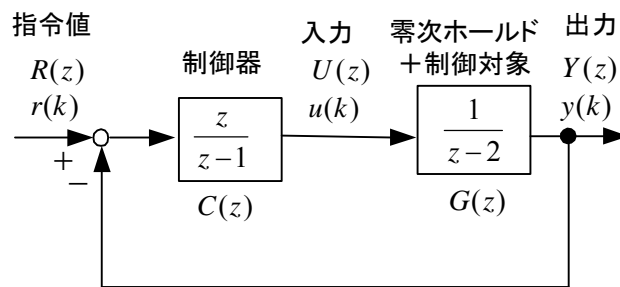 指令値
R(z)
r(k)
+
−
制御器
z
z−1
C(z)
入力
U(z)
u(k)
零次ホールド
+制御対象
1
z−2
G(z)
出力
Y(z)
y(k)